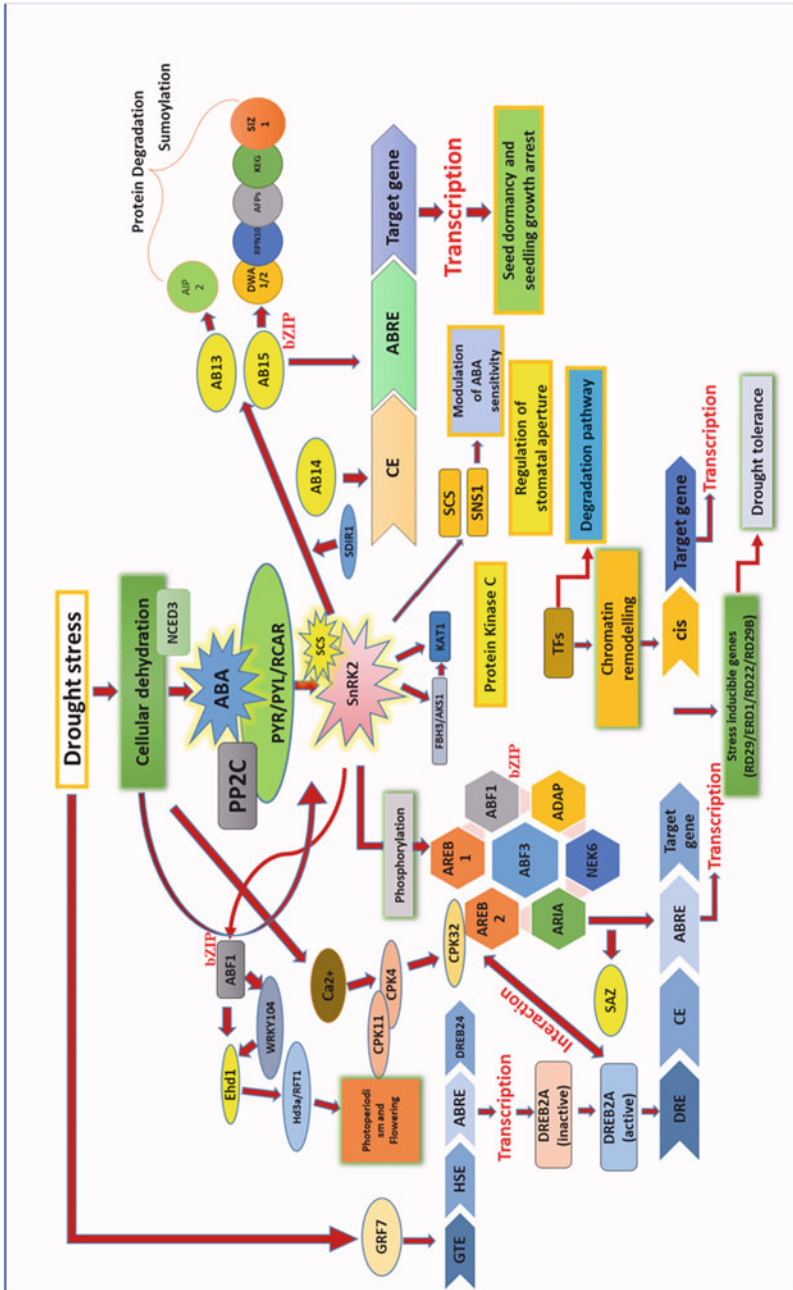 Drought stress
Cellular dehydration
NCED3
ABA
PP2C
PYR/PYL/RCAR
SCS
SnRK2
AB13
AB15
bZIP
AIP
2
Protein Degradation
Sumoylation
DWA
1/2
RPN10
AFPs
KEG
SIZ
1
AB14
SDIR1
CE
ABRE
Target gene
Transcription
Seed dormancy and
seedling growth arrest
SCS
SNS1
Modulation
of ABA
sensitivity
FBH3/AKS1
KAT1
Protein Kinase C
Regulation of
stomatal aperture
Degradation pathway
TFs
Chromatin
remodelling
cis
Target gene
Transcription
Stress inducible genes
(RD29/ERD1/RD22/RD29B)
Drought tolerance
Phosphorylation
AREB
1
ABF1
bZIP
ADAP
ABF3
NEK6
AREB
2
ARIA
SAZ
bZIP
ABF1
WRKY104
Ehd1
Hd3a/RFT1
Photoperiodi
sm and
Flowering
Ca2+
CPK11
CPK4
CPK32
Interaction
GRF7
GTE
HSE
ABRE
DREB24
Transcription
DREB2A
(inactive)
DREB2A
(active)
DRE
CE
ABRE
Target
gene
Transcription